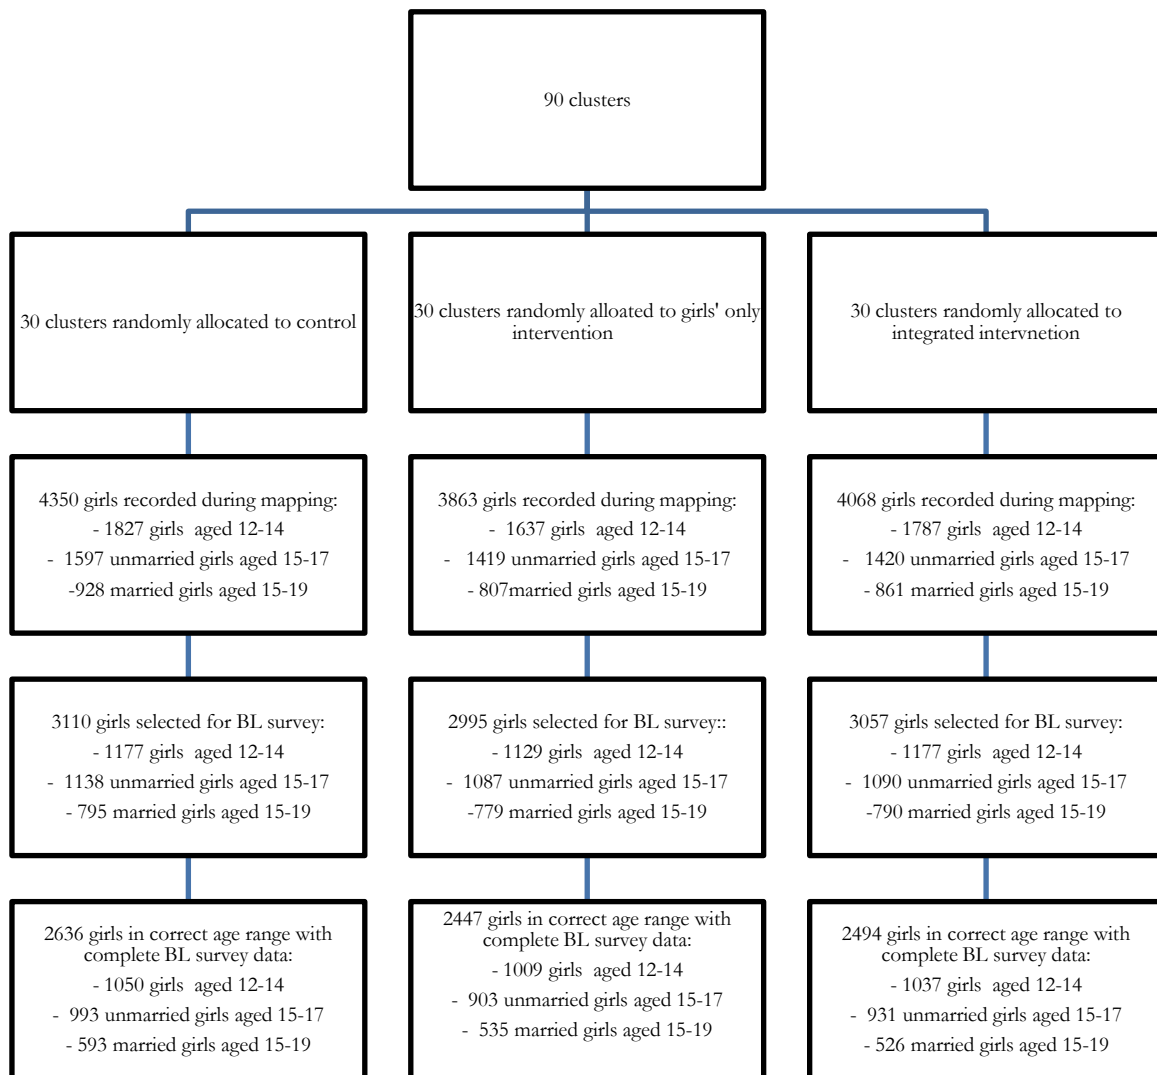 90 clusters
30 clusters randomly allocated to control
30 clusters randomly alloated to girls' only
intervention
30 clusters randomly allocated to
integrated intervnetion
4350 girls recorded during mapping:
- 1827 girls aged 12-14
- 1597 unmarried girls aged 15-17
-928 married girls aged 15-19
3863 girls recorded during mapping:
- 1637 girls aged 12-14
- 1419 unmarried girls aged 15-17
- 807married girls aged 15-19
4068 girls recorded during mapping:
- 1787 girls aged 12-14
- 1420 unmarried girls aged 15-17
- 861 married girls aged 15-19
3110 girls selected for BL survey:
- 1177 girls aged 12-14
- 1138 unmarried girls aged 15-17
- 795 married girls aged 15-19
2995 girls selected for BL survey::
- 1129 girls aged 12-14
- 1087 unmarried girls aged 15-17
-779 married girls aged 15-19
3057 girls selected for BL survey:
- 1177 girls aged 12-14
- 1090 unmarried girls aged 15-17
-790 married girls aged 15-19
2636 girls in correct age range with
complete BL survey data:
- 1050 girls aged 12-14
- 993 unmarried girls aged 15-17
- 593 married girls aged 15-19
2447 girls in correct age range with
complete BL survey data:
- 1009 girls aged 12-14
- 903 unmarried girls aged 15-17
- 535 married girls aged 15-19
2494 girls in correct age range with
complete BL survey data:
- 1037 girls aged 12-14
- 931 unmarried girls aged 15-17
- 526 married girls aged 15-19